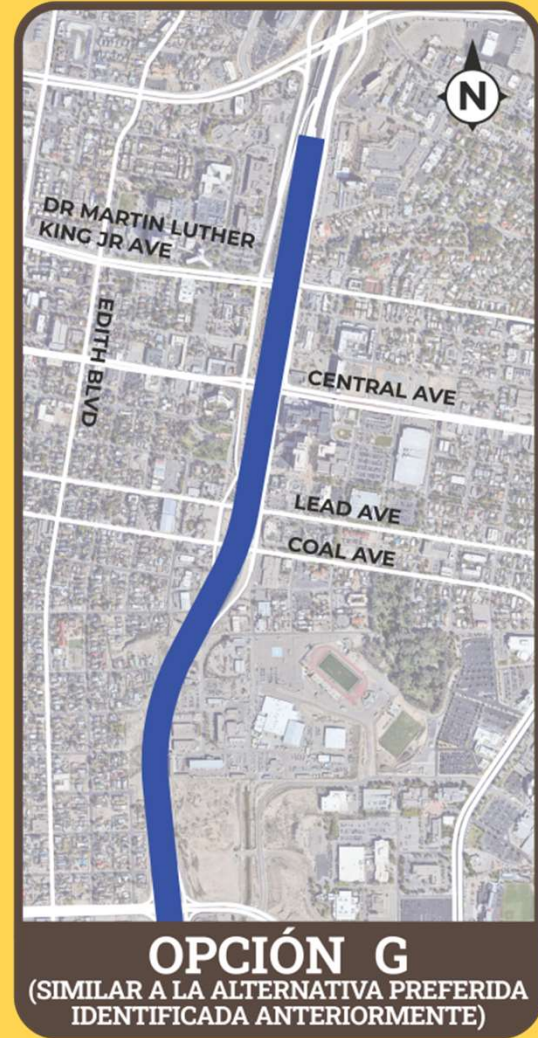 N
DR MARTIN LUTHER
KING JR AVE
EDITH BLVD
CENTRAL AVE
LEAD AVE
COAL AVE
OPCIÓN G
(SIMILAR A LA ALTERNATIVA PREFERIDA
IDENTIFICADA ANTERIORMENTE)